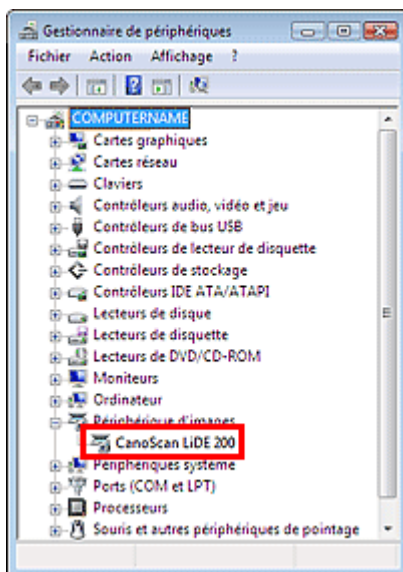 Gestionnaire de périphériques
Fichier Action Affichage ?
COMPUTERNAME
Cartes graphiques
Cartes réseau
Claviers
Contrôleurs audio, vidéo et jeu
Contrôleurs de bus USB
Contrôleurs de lecteur de disquette
Contrôleurs de stockage
Contrôleurs IDE ATA/ATAPI
Lecteurs de disque
Lecteurs de disquette
Lecteurs de DVD/CD-ROM
Moniteurs
Ordinateur
Périphérique d'images
CanoScan LiDE 200
Périphériques système
Ports (COM et LPT)
Processeurs
Souris et autres périphériques de pointage